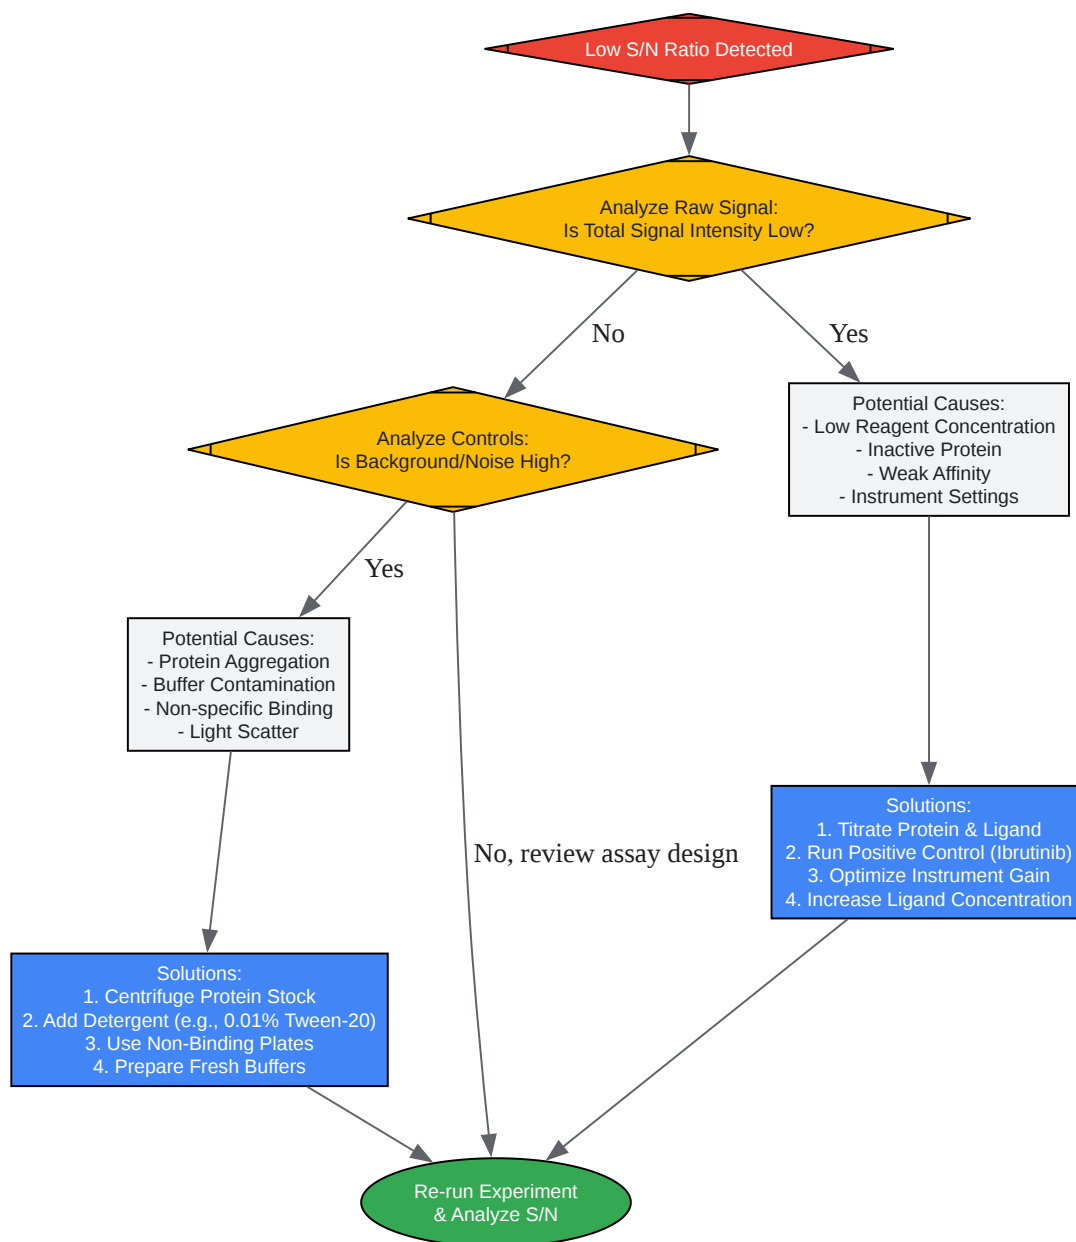 Low S/N Ratio Detected
Analyze Raw Signal:
Is Total Signal Intensity Low?
No
Yes
Analyze Controls:
Is Background/Noise High?
Potential Causes:
- Low Reagent Concentration
- Inactive Protein
- Weak Affinity
- Instrument Settings
Yes
Potential Causes:
- Protein Aggregation
- Buffer Contamination
- Non-specific Binding
- Light Scatter
No, review assay design
Solutions:
1. Titrate Protein & Ligand
2. Run Positive Control (Ibrutinib)
3. Optimize Instrument Gain
4. Increase Ligand Concentration
Solutions:
1. Centrifuge Protein Stock
2. Add Detergent (e.g., 0.01% Tween-20)
3. Use Non-Binding Plates
4. Prepare Fresh Buffers
Re-run Experiment
& Analyze S/N